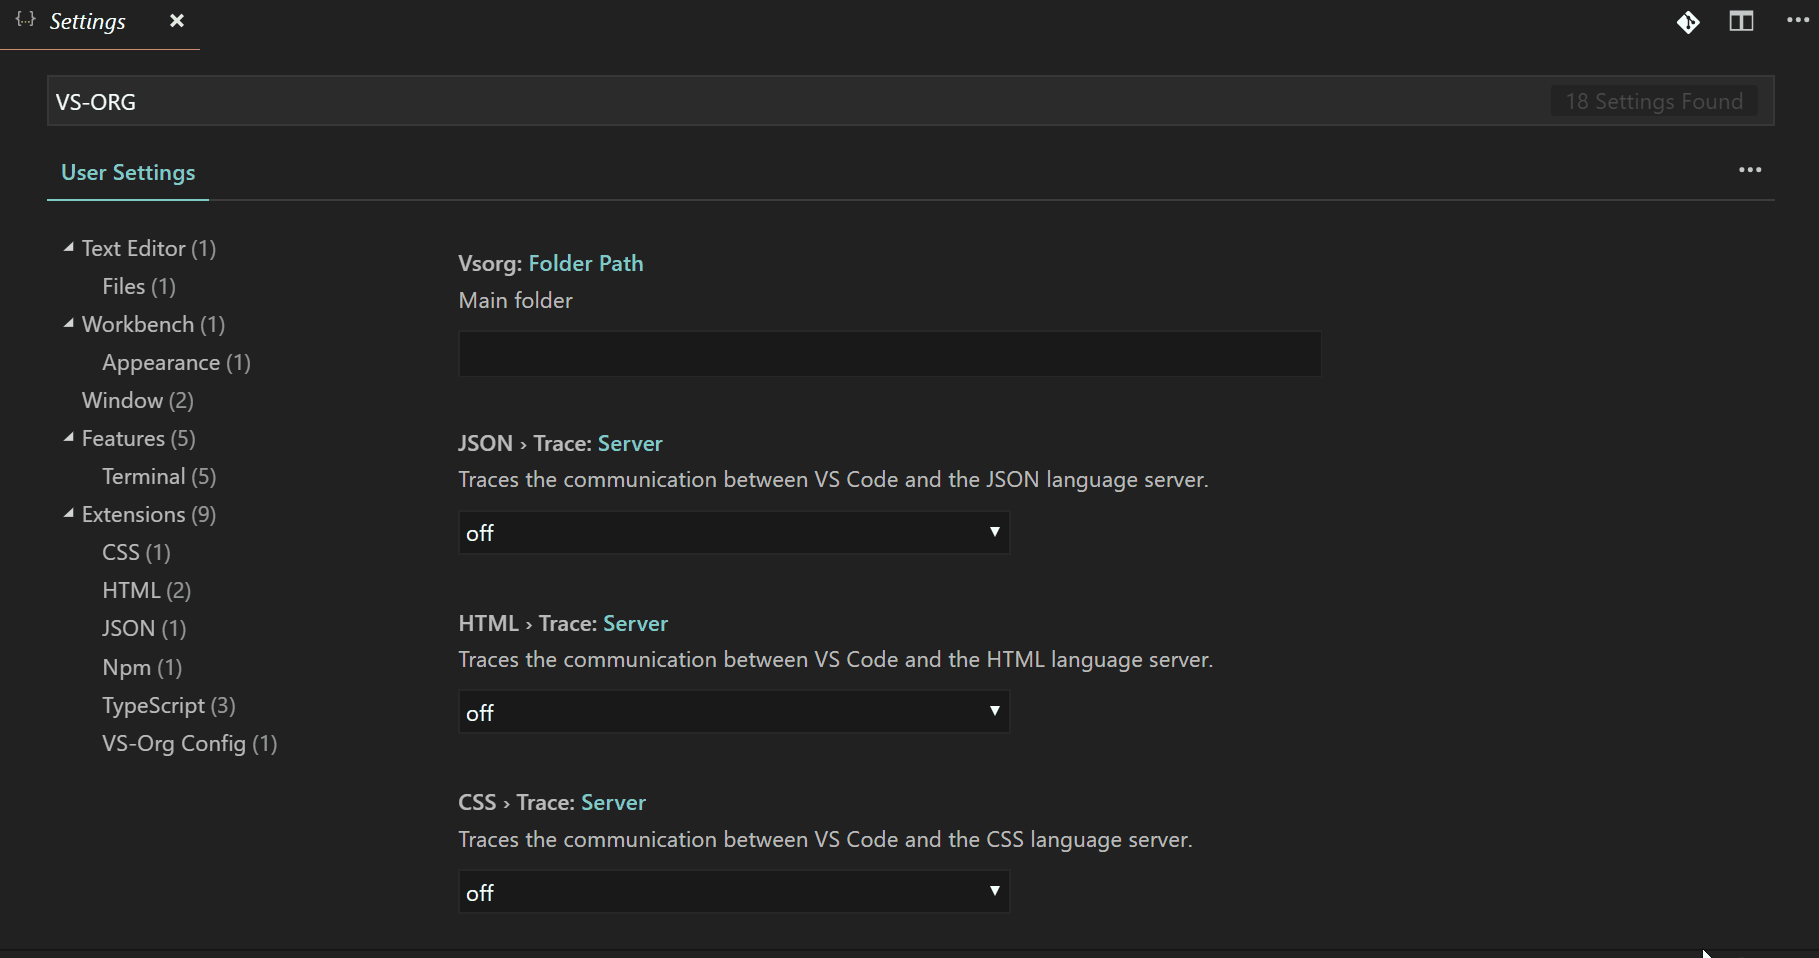 {..} Settings ×
VS-ORG
18 Settings Found
User Settings
Text Editor (1)
Files (1)
Workbench (1)
Appearance (1)
Window (2)
Features (5)
Terminal (5)
Extensions (9)
CSS (1)
HTML (2)
JSON (1)
Npm (1)
TypeScript (3)
VS-Org Config (1)
Vsorg: Folder Path
Main folder
JSON › Trace: Server
Traces the communication between VS Code and the JSON language server.
off
HTML › Trace: Server
Traces the communication between VS Code and the HTML language server.
off
CSS › Trace: Server
Traces the communication between VS Code and the CSS language server.
off